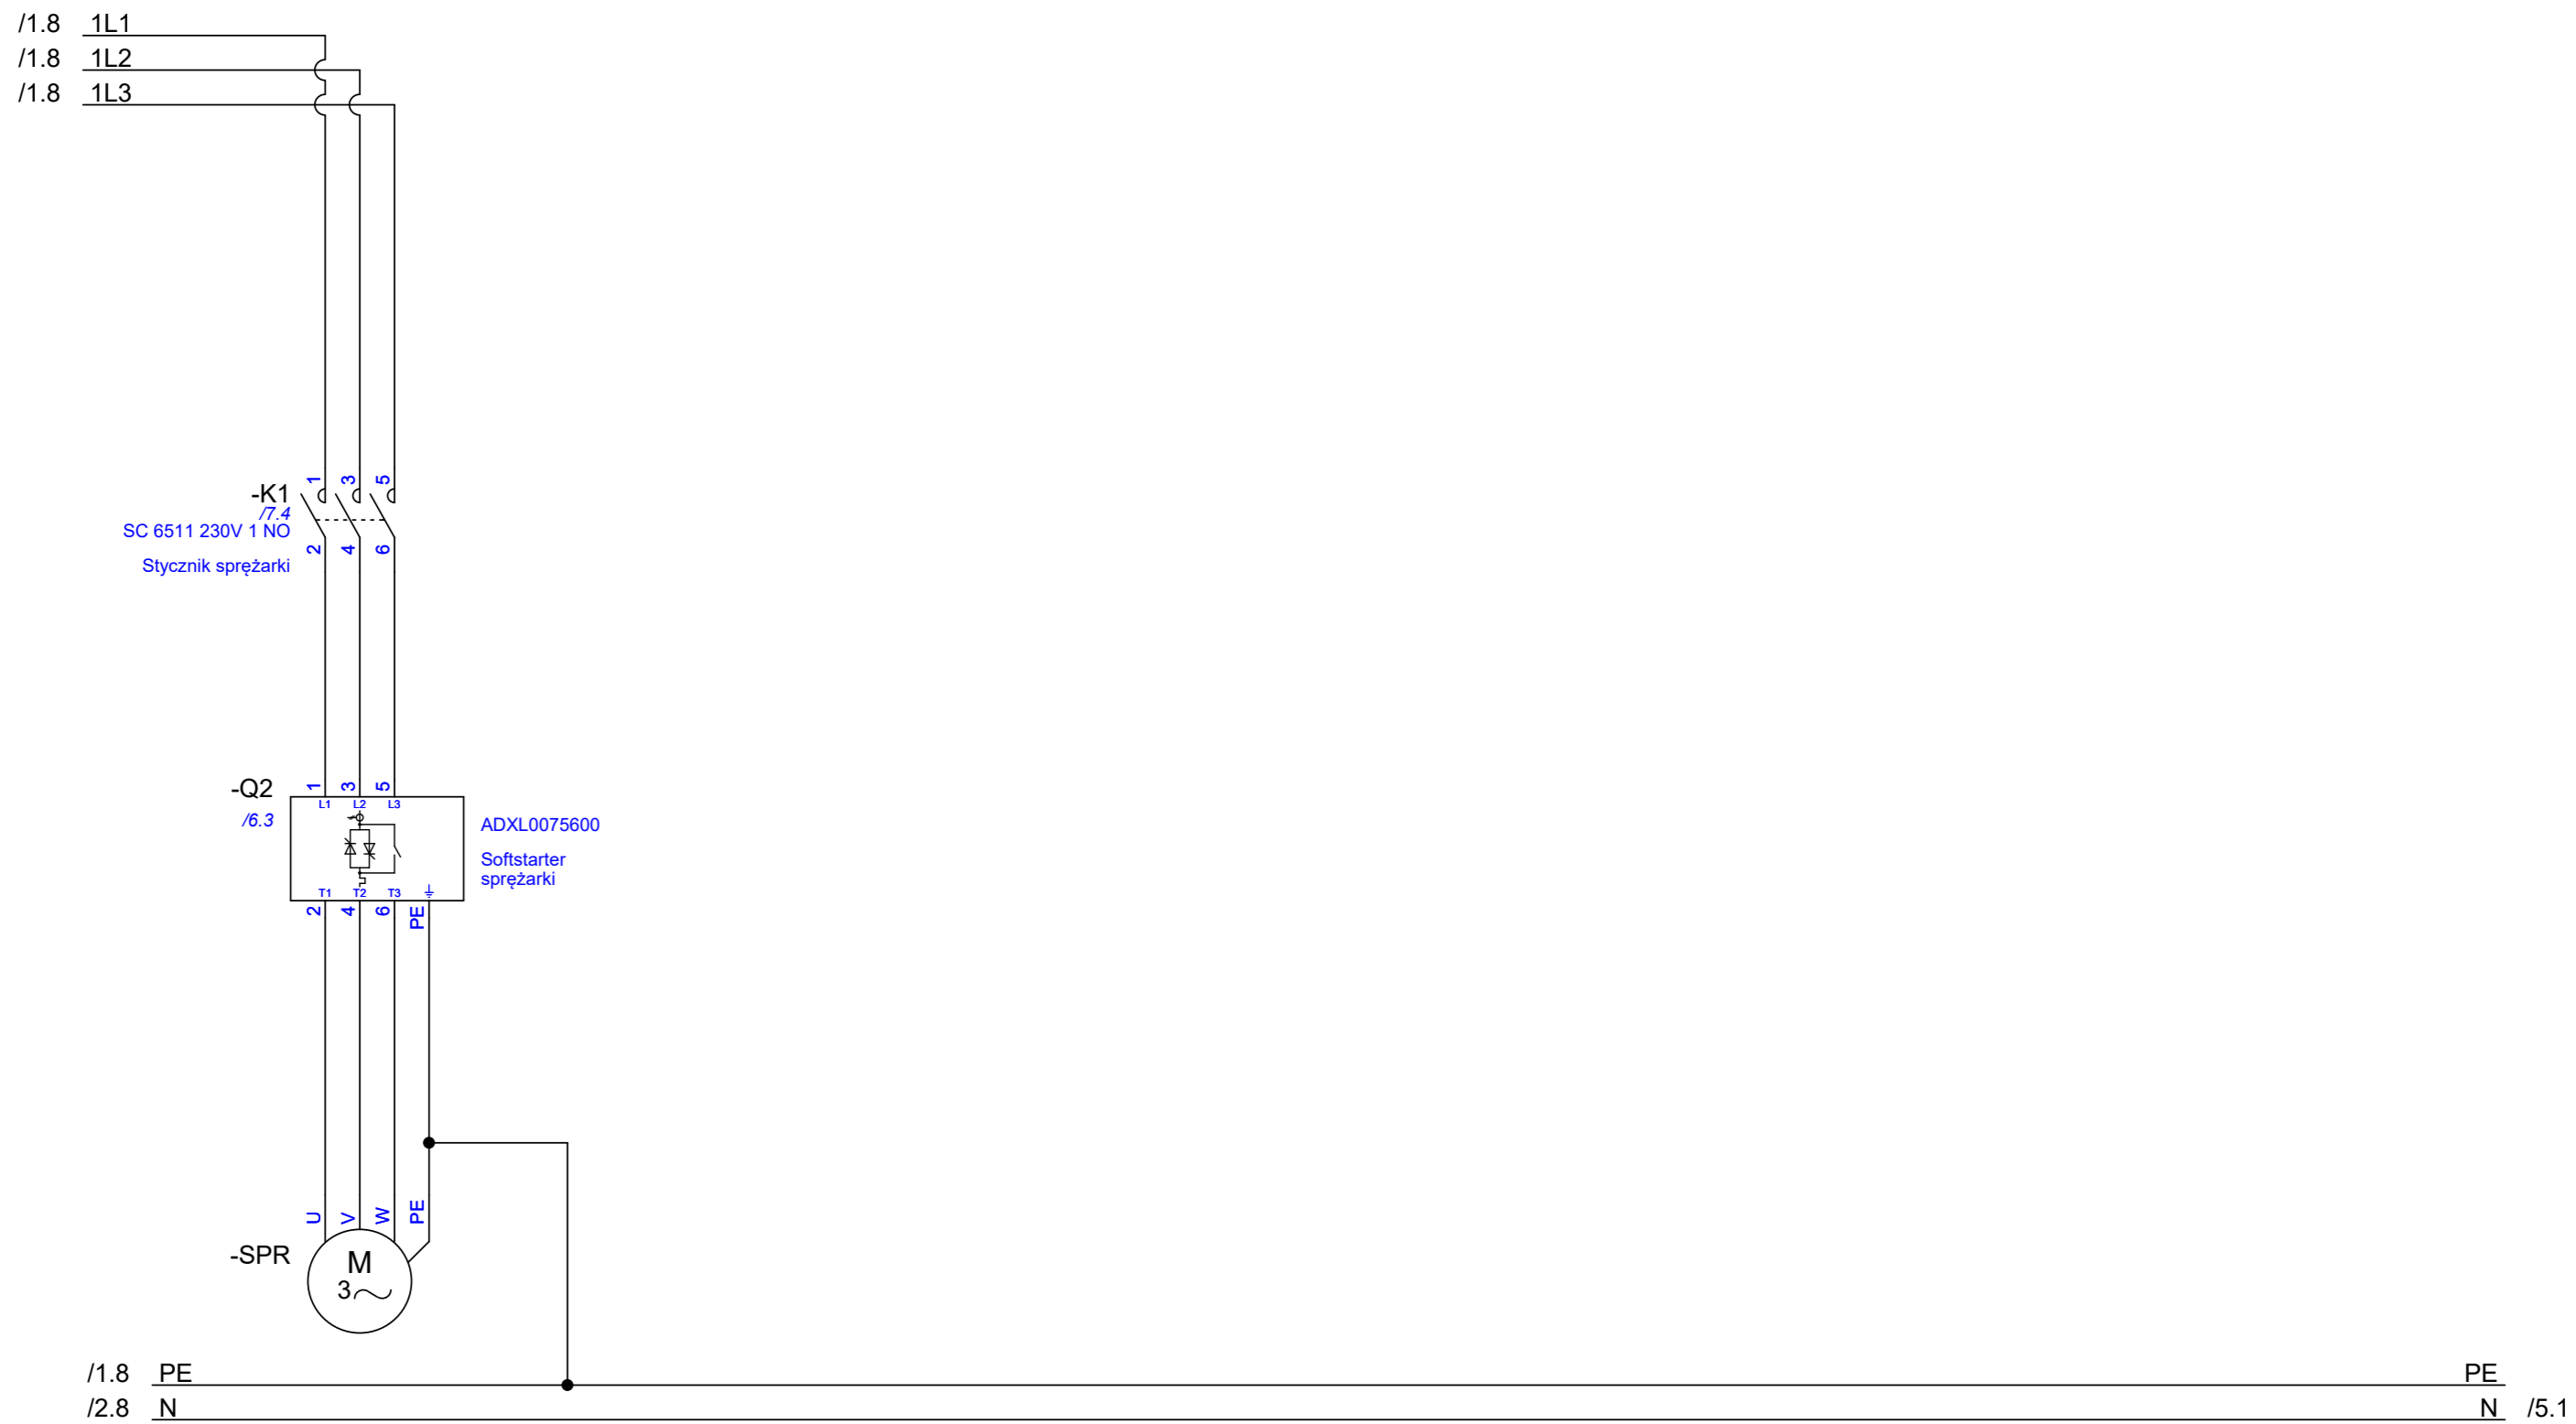 /1.8 1L1
/1.8 1L2
/1.8 1L3
1 3 5
-K1
/7.4
SC 6511 230V 1 NO
2 4 6
Stycznik sprężarki
1 3 5
-Q2
L1 L2 L3
/6.3
ADXL0075600
Softstarter
sprężarki
T1 T2 T3
2 4 6 PE
U V W PE
-SPR
M
3
/1.8 PE PE
/2.8 N N /5.1